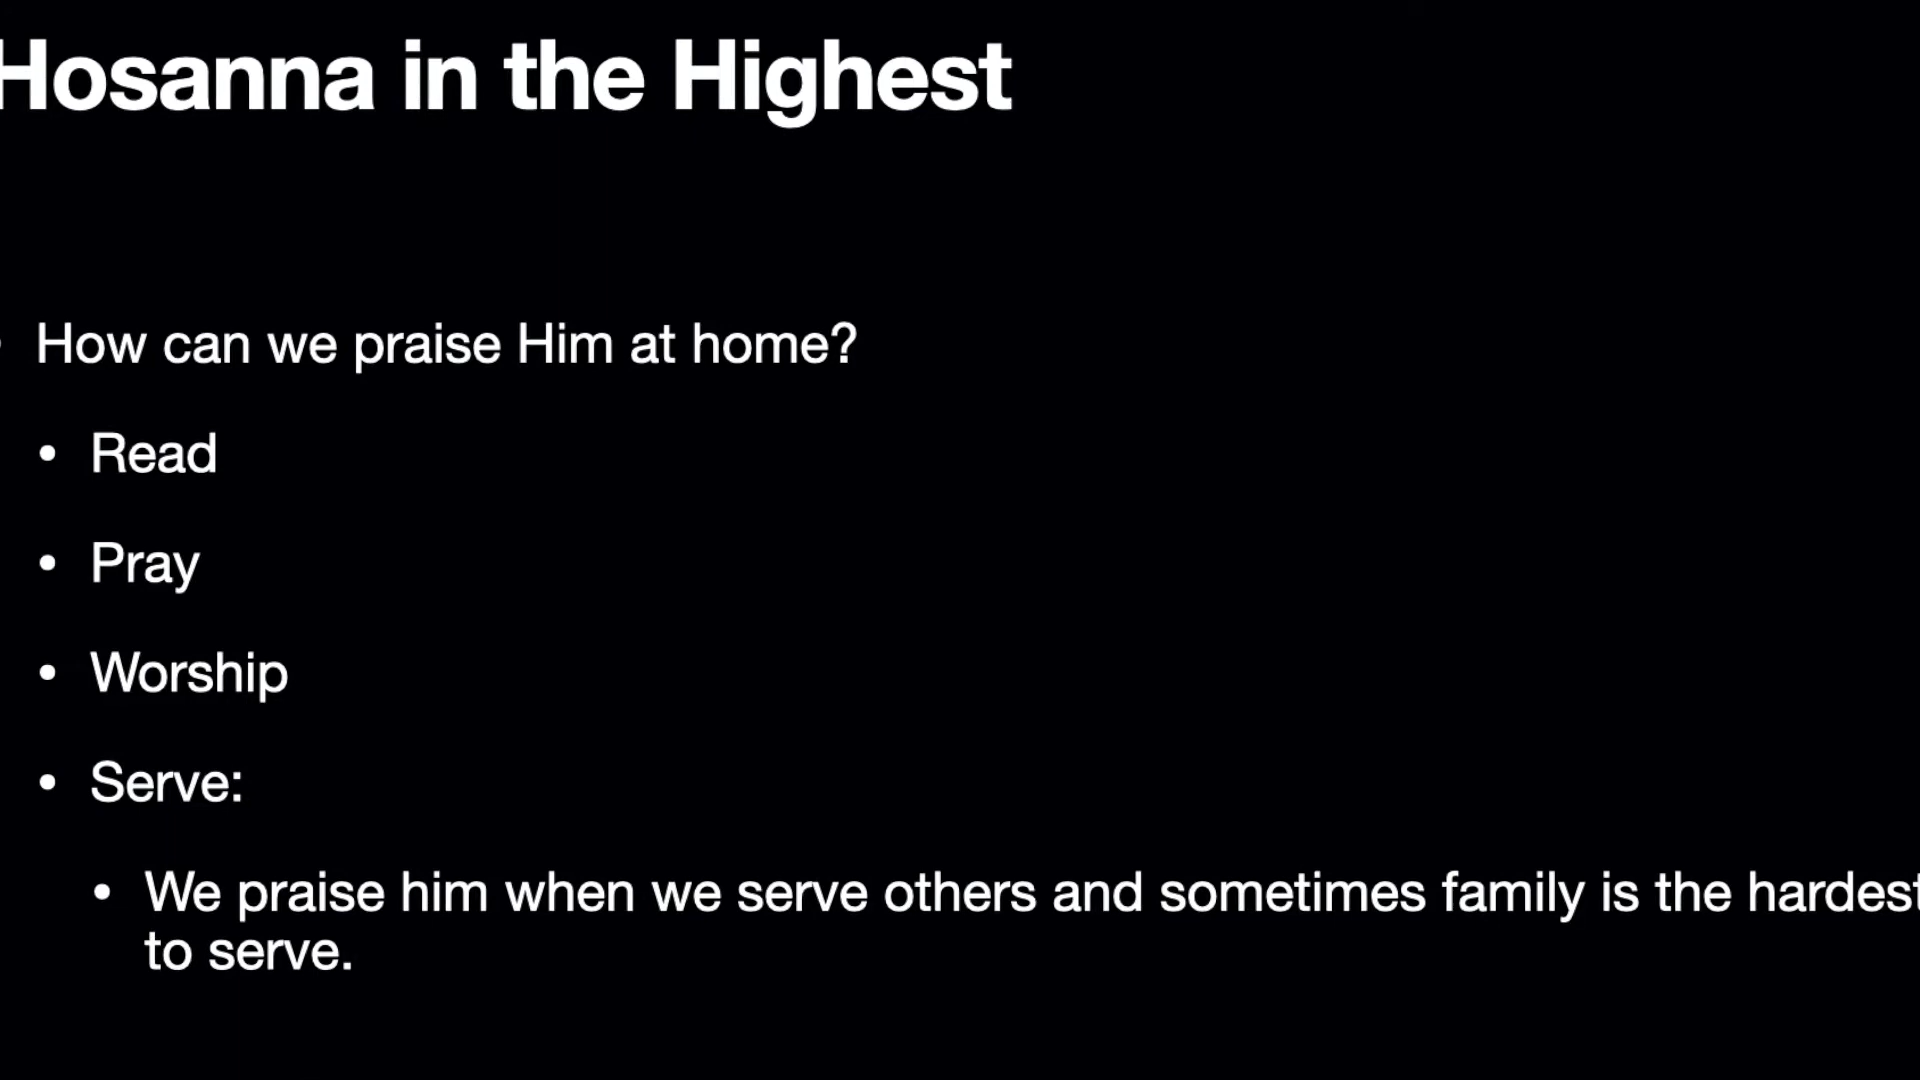 Hosanna in the Highest
How can we praise Him at home?
• Read
• Pray
• Worship
• Serve:
• We praise him when we serve others and sometimes family is the hardest
to serve.